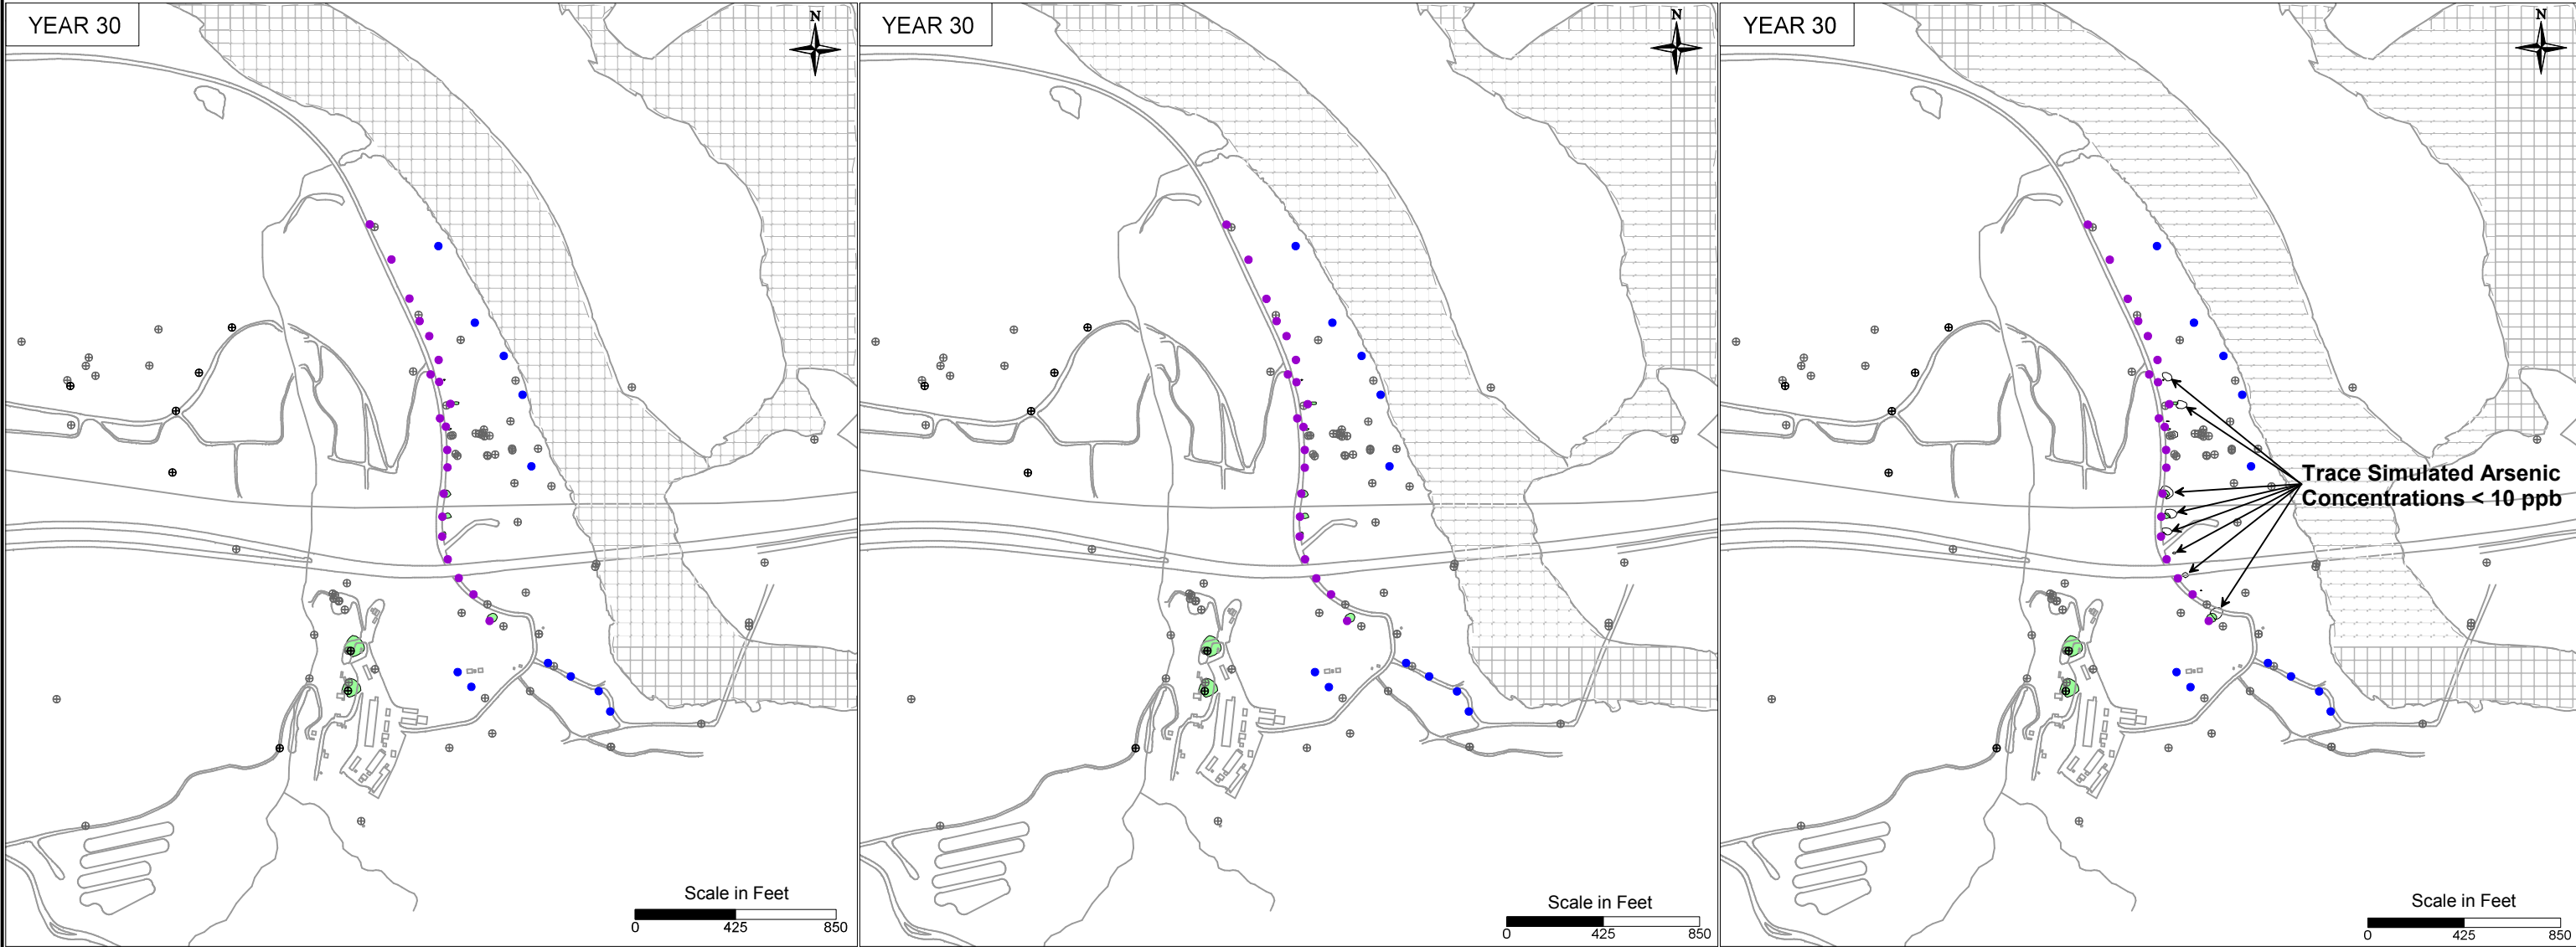 YEAR 30
N
Scale in Feet
0 425 850
YEAR 30
N
Scale in Feet
0 425 850
YEAR 30
N
Trace Simulated Arsenic
Concentrations < 10 ppb
Scale in Feet
0 425 850